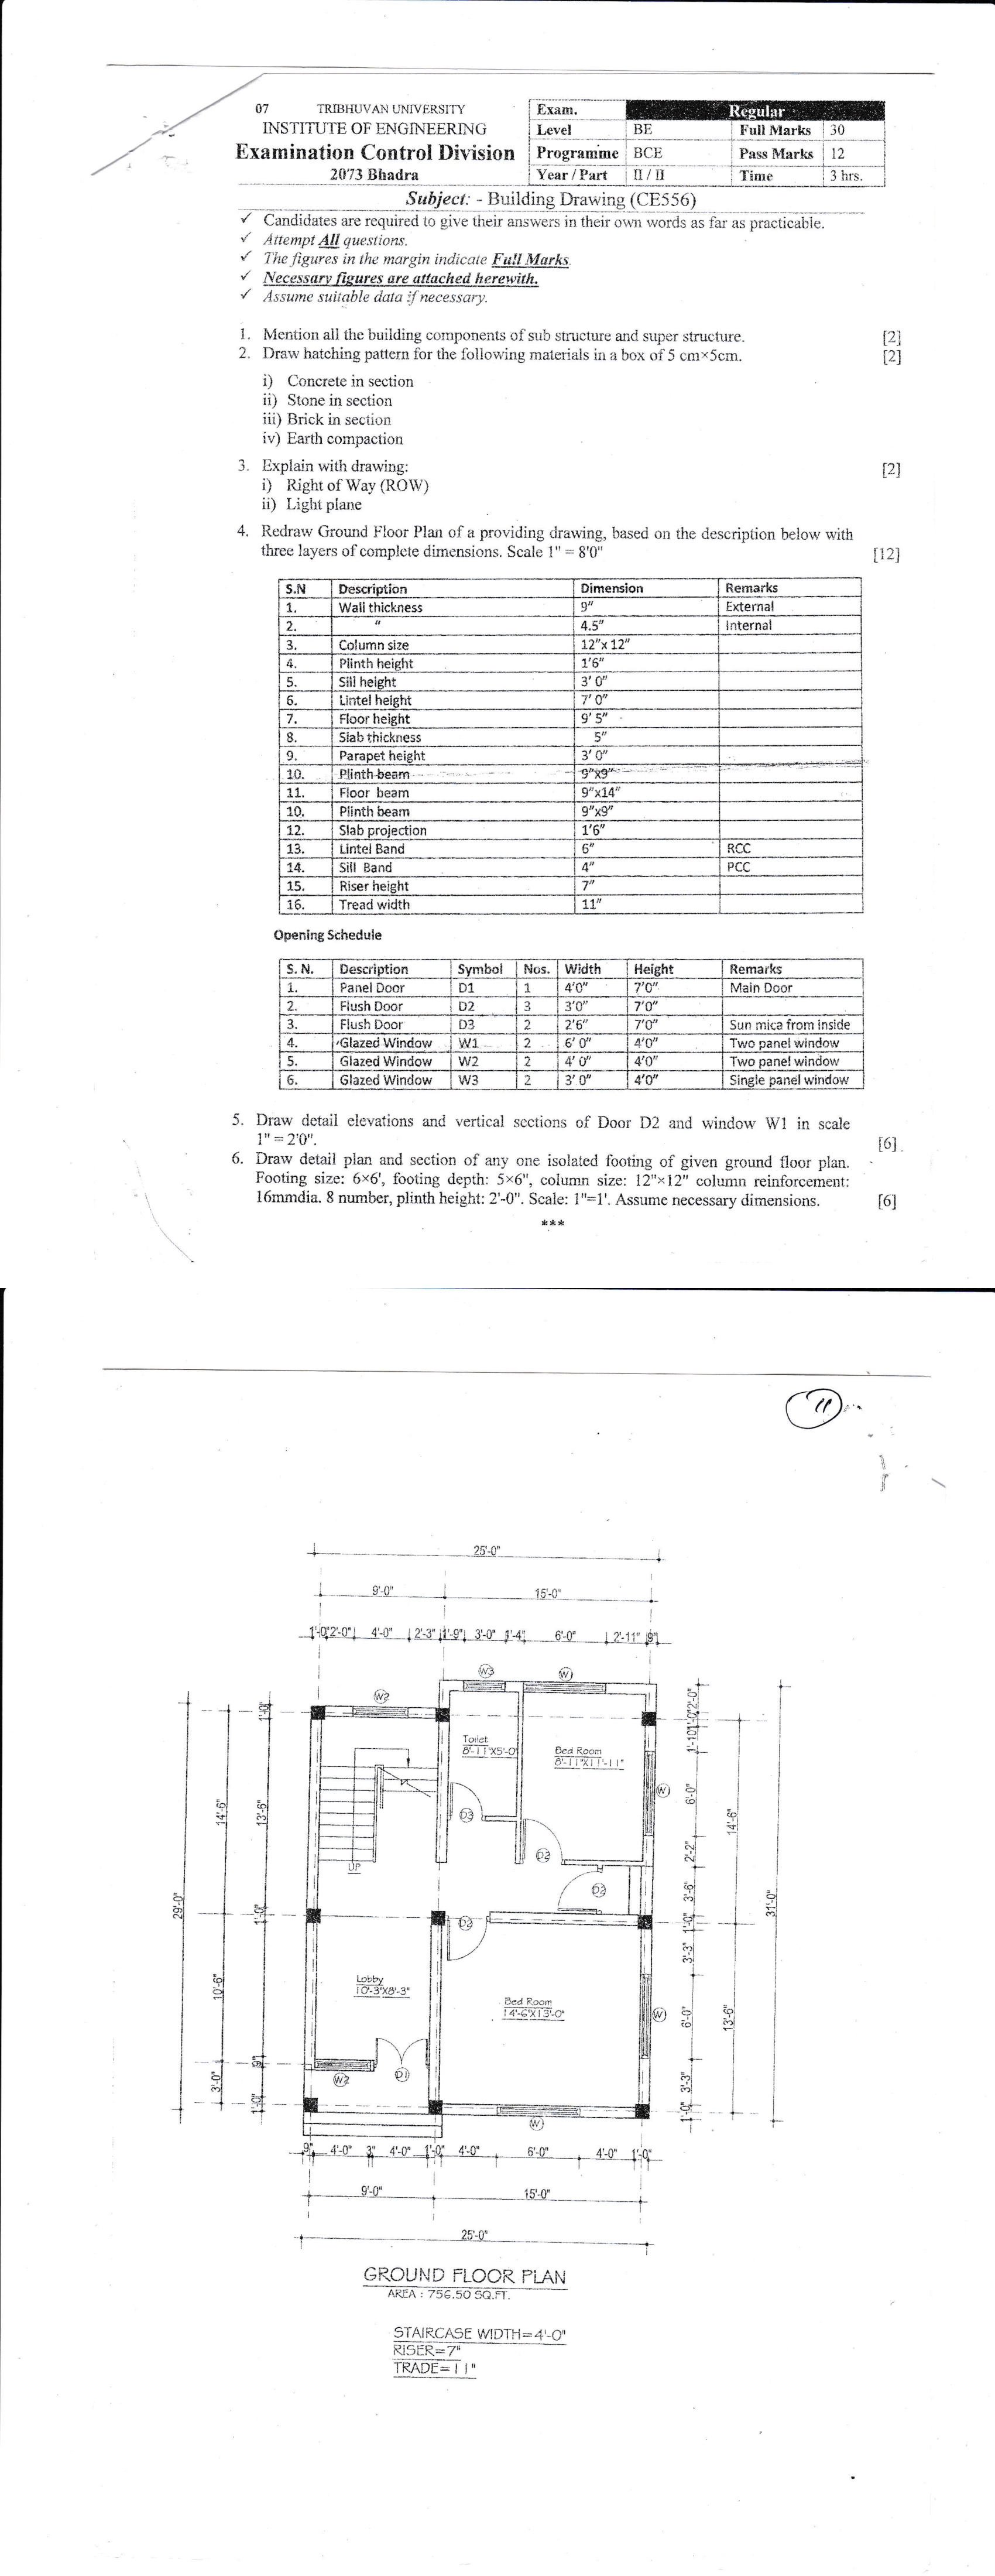 07 TRIBHUVAN UNIVERSITY
INSTITUTE OF ENGINEERING
Examination Control Division
2073 Bhadra
Exam. Regular
Level BE Full Marks 30
Programme BCE Pass Marks 12
Year / Part II / II Time 3 hrs.
Subject: - Building Drawing (CE556)
✓ Candidates are required to give their answers in their own words as far as practicable.
✓ Attempt All questions.
✓ The figures in the margin indicate Full Marks.
✓ Necessary figures are attached herewith.
✓ Assume suitable data if necessary.
1. Mention all the building components of sub structure and super structure. [2]
2. Draw hatching pattern for the following materials in a box of 5 cm×5cm. [2]
i) Concrete in section
ii) Stone in section
iii) Brick in section
iv) Earth compaction
3. Explain with drawing: [2]
i) Right of Way (ROW)
ii) Light plane
4. Redraw Ground Floor Plan of a providing drawing, based on the description below with
three layers of complete dimensions. Scale 1" = 8'0" [12]
S.N Description Dimension Remarks
1. Wall thickness 9" External
2. " 4.5" Internal
3. Column size 12"x 12"
4. Plinth height 1'6"
5. Sill height 3' 0"
6. Lintel height 7' 0"
7. Floor height 9' 5"
8. Slab thickness 5"
9. Parapet height 3' 0"
10. Plinth beam 9"x9"
11. Floor beam 9"x14"
10. Plinth beam 9"x9"
12. Slab projection 1'6"
13. Lintel Band 6" RCC
14. Sill Band 4" PCC
15. Riser height 7"
16. Tread width 11"
Opening Schedule
S. N. Description Symbol Nos. Width Height Remarks
1. Panel Door D1 1 4'0" 7'0" Main Door
2. Flush Door D2 3 3'0" 7'0"
3. Flush Door D3 2 2'6" 7'0" Sun mica from inside
4. Glazed Window W1 2 6' 0" 4'0" Two panel window
5. Glazed Window W2 2 4' 0" 4'0" Two panel window
6. Glazed Window W3 2 3' 0" 4'0" Single panel window
5. Draw detail elevations and vertical sections of Door D2 and window W1 in scale
1" = 2'0". [6]
6. Draw detail plan and section of any one isolated footing of given ground floor plan.
Footing size: 6×6', footing depth: 5×6", column size: 12"×12" column reinforcement:
16mmdia. 8 number, plinth height: 2'-0". Scale: 1"=1'. Assume necessary dimensions. [6]
***
11
25'-0"
9'-0" 15'-0"
1'-0" 2'-0" 4'-0" 2'-3" 1'-9" 3'-0" 1'-4" 6'-0" 2'-11" 9"
W3 W
W2
1'-0" 2'-0"
Toilet
8'-11"X5'-0"
Bed Room
8'-11"X11'-11"
1'-0" 1'-10"
W
14'-6" 13'-6" D3 6'-0" 14'-6"
D2 2'-2"
UP
D2 3'-6"
29'-0" 1'-0" D2 1'-0" 31'-0"
3'-3"
Lobby
10'-3"X8'-3"
Bed Room
14'-6"X13'-0"
10'-6" W 6'-0" 13'-6"
9" W2 D1
3'-0" 3'-3"
1'-0" 1'-0"
W
9" 4'-0" 3" 4'-0" 1'-0" 4'-0" 6'-0" 4'-0" 1'-0"
9'-0" 15'-0"
25'-0"
GROUND FLOOR PLAN
AREA : 756.50 SQ.FT.
STAIRCASE WIDTH=4'-0"
RISER=7"
TRADE=11"